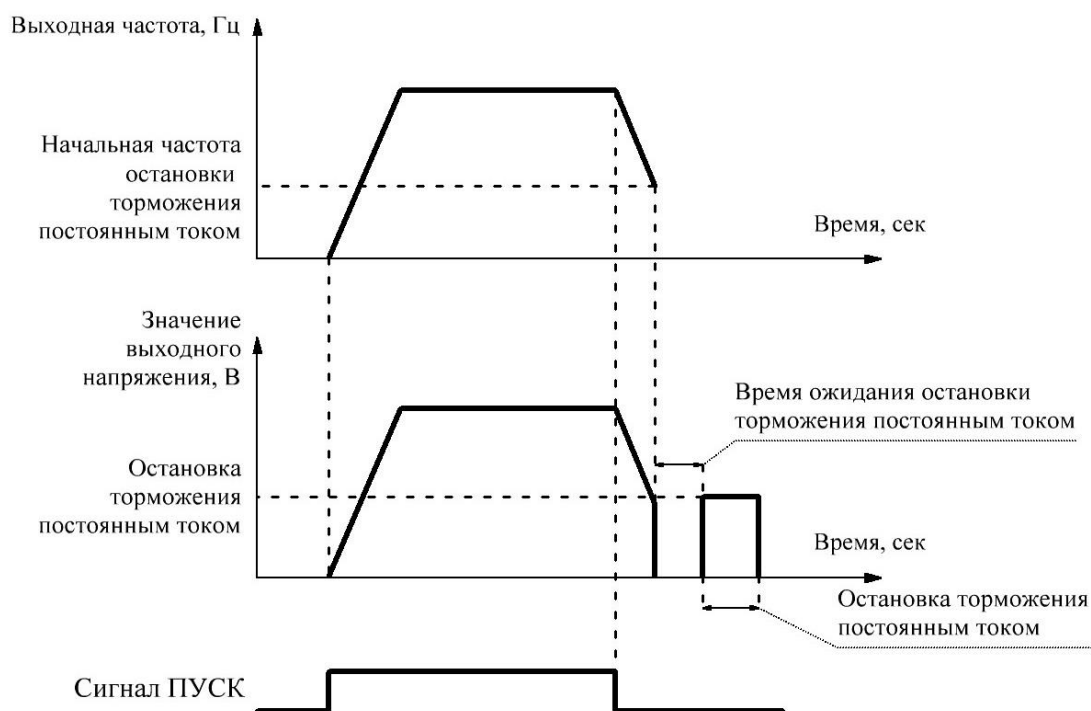 Выходная частота, Гц
Начальная частота
остановки
торможения
постоянным током
Время, сек
Значение
выходного
напряжения, В
Время ожидания остановки
торможения постоянным током
Остановка
торможения
постоянным током
Время, сек
Остановка торможения
постоянным током
Сигнал ПУСК